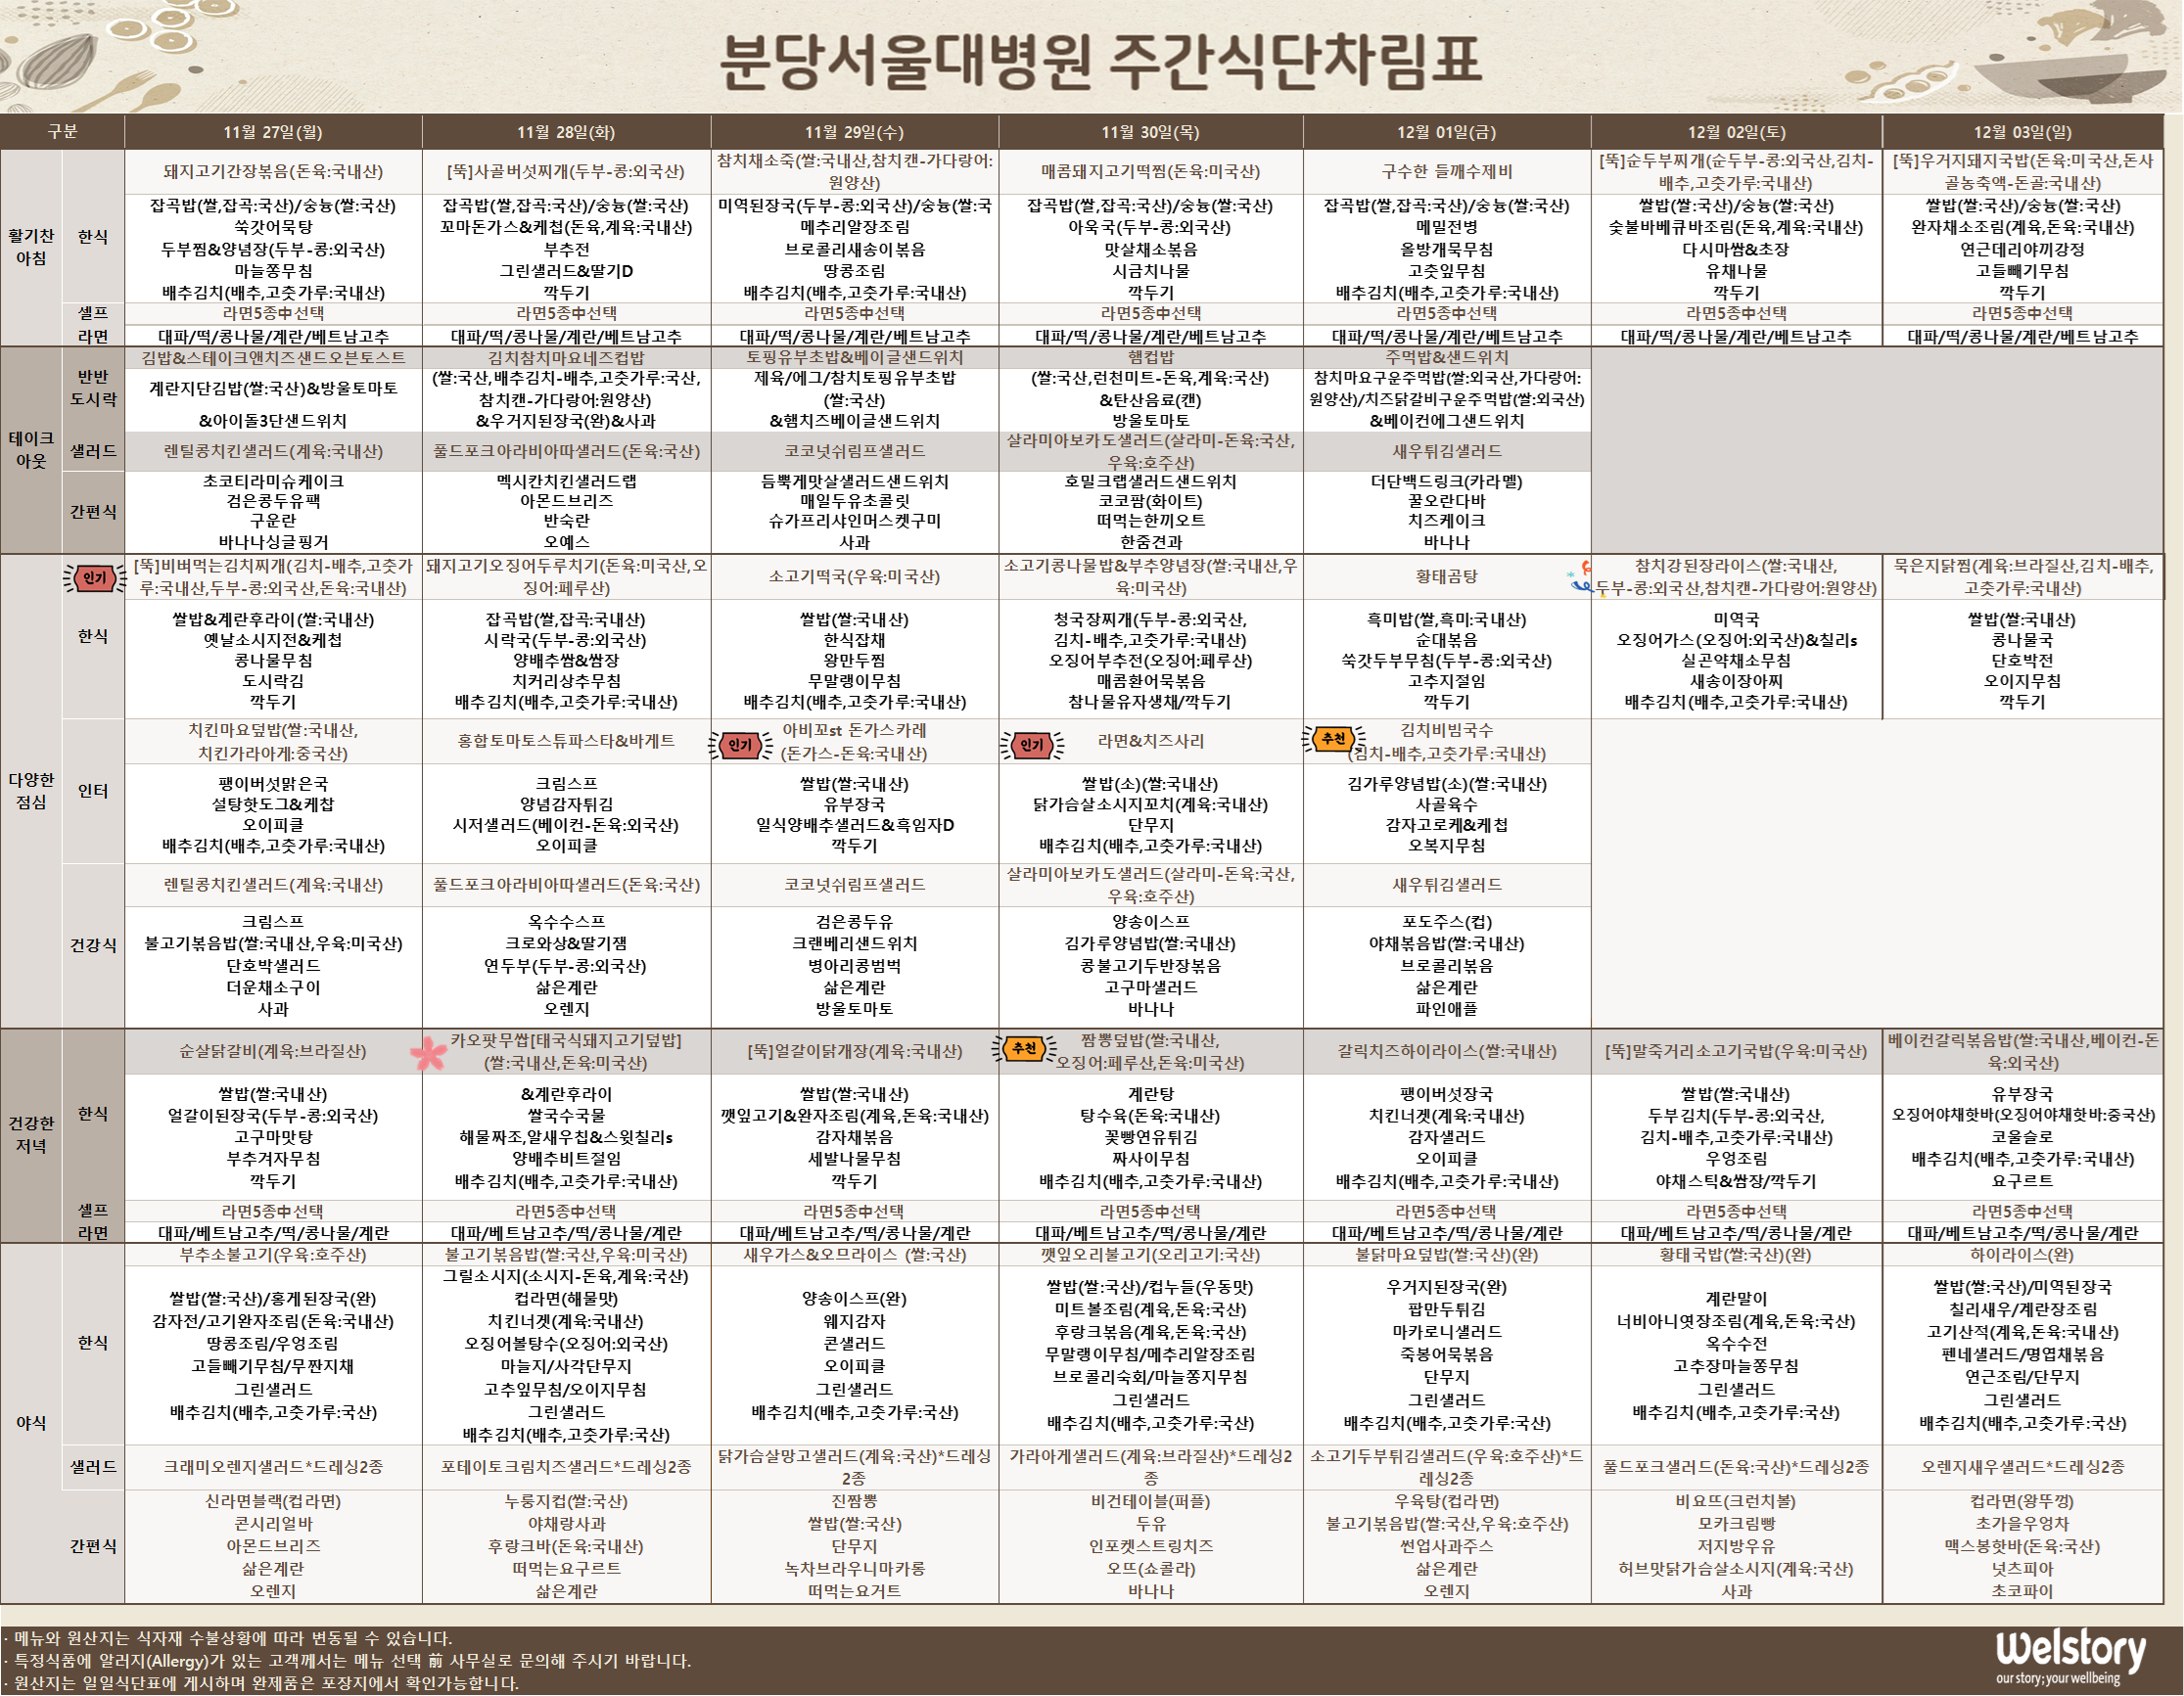 분당서울대병원 주간식단차림표
구분
11월 27일(월)
11월 28일(화)
11월 29일(수)
11월 30일(목)
12월 01일(금)
12월 02일(토)
12월 03일(일)
활기찬
아침
한식
돼지고기간장볶음(돈육:국내산)
[뚝]사골버섯찌개(두부-콩:외국산)
참치채소죽(쌀:국내산,참치캔-가다랑어:
원양산)
매콤돼지고기떡찜(돈육:미국산)
구수한 들깨수제비
[뚝]순두부찌개(순두부-콩:외국산,김치-
배추,고춧가루:국내산)
[뚝]우거지돼지국밥(돈육:미국산,돈사
골농축액-돈골:국내산)
잡곡밥(쌀,잡곡:국산)/숭늉(쌀:국산)
쑥갓어묵탕
두부찜&양념장(두부-콩:외국산)
마늘쫑무침
배추김치(배추,고춧가루:국내산)
잡곡밥(쌀,잡곡:국산)/숭늉(쌀:국산)
꼬마돈가스&케첩(돈육,계육:국내산)
부추전
그린샐러드&딸기D
깍두기
미역된장국(두부-콩:외국산)/숭늉(쌀:국
메추리알장조림
브로콜리새송이볶음
땅콩조림
배추김치(배추,고춧가루:국내산)
잡곡밥(쌀,잡곡:국산)/숭늉(쌀:국산)
아욱국(두부-콩:외국산)
맛살채소볶음
시금치나물
깍두기
잡곡밥(쌀,잡곡:국산)/숭늉(쌀:국산)
메밀전병
올방개묵무침
고춧잎무침
배추김치(배추,고춧가루:국내산)
쌀밥(쌀:국산)/숭늉(쌀:국산)
숯불바베큐바조림(돈육,계육:국내산)
다시마쌈&초장
유채나물
깍두기
쌀밥(쌀:국산)/숭늉(쌀:국산)
완자채소조림(계육,돈육:국내산)
연근데리야끼강정
고들빼기무침
깍두기
셀프
라면
라면5종中선택
라면5종中선택
라면5종中선택
라면5종中선택
라면5종中선택
라면5종中선택
라면5종中선택
대파/떡/콩나물/계란/베트남고추
대파/떡/콩나물/계란/베트남고추
대파/떡/콩나물/계란/베트남고추
대파/떡/콩나물/계란/베트남고추
대파/떡/콩나물/계란/베트남고추
대파/떡/콩나물/계란/베트남고추
대파/떡/콩나물/계란/베트남고추
테이크
아웃
반반
도시락
김밥&스테이크앤치즈샌드오븐토스트
김치참치마요네즈컵밥
토핑유부초밥&베이글샌드위치
햄컵밥
주먹밥&샌드위치
계란지단김밥(쌀:국산)&방울토마토
&아이돌3단샌드위치
(쌀:국산,배추김치-배추,고춧가루:국산,
참치캔-가다랑어:원양산)
&우거지된장국(완)&사과
제육/에그/참치토핑유부초밥
(쌀:국산)
&햄치즈베이글샌드위치
(쌀:국산,런천미트-돈육,계육:국산)
&탄산음료(캔)
방울토마토
참치마요구운주먹밥(쌀:외국산,가다랑어:
원양산)/치즈닭갈비구운주먹밥(쌀:외국산)
&베이컨에그샌드위치
샐러드
렌틸콩치킨샐러드(계육:국내산)
풀드포크아라비아따샐러드(돈육:국산)
코코넛쉬림프샐러드
살라미아보카도샐러드(살라미-돈육:국산,
우육:호주산)
새우튀김샐러드
간편식
초코티라미슈케이크
검은콩두유팩
구운란
바나나싱글핑거
멕시칸치킨샐러드랩
아몬드브리즈
반숙란
오예스
듬뿍게맛살샐러드샌드위치
매일두유초콜릿
슈가프리샤인머스켓구미
사과
호밀크랩샐러드샌드위치
코코팜(화이트)
떠먹는한끼오트
한줌견과
더단백드링크(카라멜)
꿀오란다바
치즈케이크
바나나
다양한
점심
인기
한식
[뚝]비벼먹는김치찌개(김치-배추,고춧가
루:국내산,두부-콩:외국산,돈육:국내산)
돼지고기오징어두루치기(돈육:미국산,오
징어:페루산)
소고기떡국(우육:미국산)
소고기콩나물밥&부추양념장(쌀:국내산,우
육:미국산)
황태곰탕
참치강된장라이스(쌀:국내산,
두부-콩:외국산,참치캔-가다랑어:원양산)
묵은지닭찜(계육:브라질산,김치-배추,
고춧가루:국내산)
쌀밥&계란후라이(쌀:국내산)
옛날소시지전&케첩
콩나물무침
도시락김
깍두기
잡곡밥(쌀,잡곡:국내산)
시락국(두부-콩:외국산)
양배추쌈&쌈장
치커리상추무침
배추김치(배추,고춧가루:국내산)
쌀밥(쌀:국내산)
한식잡채
왕만두찜
무말랭이무침
배추김치(배추,고춧가루:국내산)
청국장찌개(두부-콩:외국산,
김치-배추,고춧가루:국내산)
오징어부추전(오징어:페루산)
매콤환어묵볶음
참나물유자생채/깍두기
흑미밥(쌀,흑미:국내산)
순대볶음
쑥갓두부무침(두부-콩:외국산)
고추지절임
깍두기
미역국
오징어가스(오징어:외국산)&칠리s
실곤약채소무침
새송이장아찌
배추김치(배추,고춧가루:국내산)
쌀밥(쌀:국내산)
콩나물국
단호박전
오이지무침
깍두기
인터
치킨마요덮밥(쌀:국내산,
치킨가라아게:중국산)
홍합토마토스튜파스타&바게트
인기
아비꼬st 돈가스카레
(돈가스-돈육:국내산)
인기
라면&치즈사리
추천
김치비빔국수
(김치-배추,고춧가루:국내산)
팽이버섯맑은국
설탕핫도그&케찹
오이피클
배추김치(배추,고춧가루:국내산)
크림스프
양념감자튀김
시저샐러드(베이컨-돈육:외국산)
오이피클
쌀밥(쌀:국내산)
유부장국
일식양배추샐러드&흑임자D
깍두기
쌀밥(소)(쌀:국내산)
닭가슴살소시지꼬치(계육:국내산)
단무지
배추김치(배추,고춧가루:국내산)
김가루양념밥(소)(쌀:국내산)
사골육수
감자고로케&케첩
오복지무침
건강식
렌틸콩치킨샐러드(계육:국내산)
풀드포크아라비아따샐러드(돈육:국산)
코코넛쉬림프샐러드
살라미아보카도샐러드(살라미-돈육:국산,
우육:호주산)
새우튀김샐러드
크림스프
불고기볶음밥(쌀:국내산,우육:미국산)
단호박샐러드
더운채소구이
사과
옥수수스프
크로와상&딸기잼
연두부(두부-콩:외국산)
삶은계란
오렌지
검은콩두유
크랜베리샌드위치
병아리콩범벅
삶은계란
방울토마토
양송이스프
김가루양념밥(쌀:국내산)
콩불고기두반장볶음
고구마샐러드
바나나
포도주스(컵)
야채볶음밥(쌀:국내산)
브로콜리볶음
삶은계란
파인애플
건강한
저녁
한식
순살닭갈비(계육:브라질산)
카오팟무쌉[태국식돼지고기덮밥]
(쌀:국내산,돈육:미국산)
[뚝]얼갈이닭개장(계육:국내산)
추천
짬뽕덮밥(쌀:국내산,
오징어:페루산,돈육:미국산)
갈릭치즈하이라이스(쌀:국내산)
[뚝]말죽거리소고기국밥(우육:미국산)
베이컨갈릭볶음밥(쌀:국내산,베이컨-돈
육:외국산)
쌀밥(쌀:국내산)
얼갈이된장국(두부-콩:외국산)
고구마맛탕
부추겨자무침
깍두기
&계란후라이
쌀국수국물
해물짜조,알새우칩&스윗칠리s
양배추비트절임
배추김치(배추,고춧가루:국내산)
쌀밥(쌀:국내산)
깻잎고기&완자조림(계육,돈육:국내산)
감자채볶음
세발나물무침
깍두기
계란탕
탕수육(돈육:국내산)
꽃빵연유튀김
짜사이무침
배추김치(배추,고춧가루:국내산)
팽이버섯장국
치킨너겟(계육:국내산)
감자샐러드
오이피클
배추김치(배추,고춧가루:국내산)
쌀밥(쌀:국내산)
두부김치(두부-콩:외국산,
김치-배추,고춧가루:국내산)
우엉조림
야채스틱&쌈장/깍두기
유부장국
오징어야채핫바(오징어야채핫바:중국산)
코울슬로
배추김치(배추,고춧가루:국내산)
요구르트
셀프
라면
라면5종中선택
라면5종中선택
라면5종中선택
라면5종中선택
라면5종中선택
라면5종中선택
라면5종中선택
대파/베트남고추/떡/콩나물/계란
대파/베트남고추/떡/콩나물/계란
대파/베트남고추/떡/콩나물/계란
대파/베트남고추/떡/콩나물/계란
대파/베트남고추/떡/콩나물/계란
대파/베트남고추/떡/콩나물/계란
대파/베트남고추/떡/콩나물/계란
야식
한식
부추소불고기(우육:호주산)
불고기볶음밥(쌀:국산,우육:미국산)
새우가스&오므라이스 (쌀:국산)
깻잎오리불고기(오리고기:국산)
불닭마요덮밥(쌀:국산)(완)
황태국밥(쌀:국산)(완)
하이라이스(완)
쌀밥(쌀:국산)/홍게된장국(완)
감자전/고기완자조림(돈육:국내산)
땅콩조림/우엉조림
고들빼기무침/무짠지채
그린샐러드
배추김치(배추,고춧가루:국산)
그릴소시지(소시지-돈육,계육:국산)
컵라면(해물맛)
치킨너겟(계육:국내산)
오징어볼탕수(오징어:외국산)
마늘지/사각단무지
고추잎무침/오이지무침
그린샐러드
배추김치(배추,고춧가루:국산)
양송이스프(완)
웨지감자
콘샐러드
오이피클
그린샐러드
배추김치(배추,고춧가루:국산)
쌀밥(쌀:국산)/컵누들(우동맛)
미트볼조림(계육,돈육:국산)
후랑크볶음(계육,돈육:국산)
무말랭이무침/메추리알장조림
브로콜리숙회/마늘쫑지무침
그린샐러드
배추김치(배추,고춧가루:국산)
우거지된장국(완)
팝만두튀김
마카로니샐러드
죽봉어묵볶음
단무지
그린샐러드
배추김치(배추,고춧가루:국산)
계란말이
너비아니엿장조림(계육,돈육:국산)
옥수수전
고추장마늘쫑무침
그린샐러드
배추김치(배추,고춧가루:국산)
쌀밥(쌀:국산)/미역된장국
칠리새우/계란장조림
고기산적(계육,돈육:국내산)
펜네샐러드/명엽채볶음
연근조림/단무지
그린샐러드
배추김치(배추,고춧가루:국산)
샐러드
크래미오렌지샐러드*드레싱2종
포테이토크림치즈샐러드*드레싱2종
닭가슴살망고샐러드(계육:국산)*드레싱
2종
가라아게샐러드(계육:브라질산)*드레싱2
종
소고기두부튀김샐러드(우육:호주산)*드
레싱2종
풀드포크샐러드(돈육:국산)*드레싱2종
오렌지새우샐러드*드레싱2종
간편식
신라면블랙(컵라면)
콘시리얼바
아몬드브리즈
삶은계란
오렌지
누룽지컵(쌀:국산)
야채랑사과
후랑크바(돈육:국내산)
떠먹는요구르트
삶은계란
진짬뽕
쌀밥(쌀:국산)
단무지
녹차브라우니마카롱
떠먹는요거트
비건테이블(퍼플)
두유
인포켓스트링치즈
오뜨(쇼콜라)
바나나
우육탕(컵라면)
불고기볶음밥(쌀:국산,우육:호주산)
썬업사과주스
삶은계란
오렌지
비요뜨(크런치볼)
모카크림빵
저지방우유
허브맛닭가슴살소시지(계육:국산)
사과
컵라면(왕뚜껑)
초가을우엉차
맥스봉핫바(돈육:국산)
넛츠피아
초코파이
· 메뉴와 원산지는 식자재 수불상황에 따라 변동될 수 있습니다.
· 특정식품에 알러지(Allergy)가 있는 고객께서는 메뉴 선택 前 사무실로 문의해 주시기 바랍니다.
· 원산지는 일일식단표에 게시하며 완제품은 포장지에서 확인가능합니다.
welstory
our story; your wellbeing